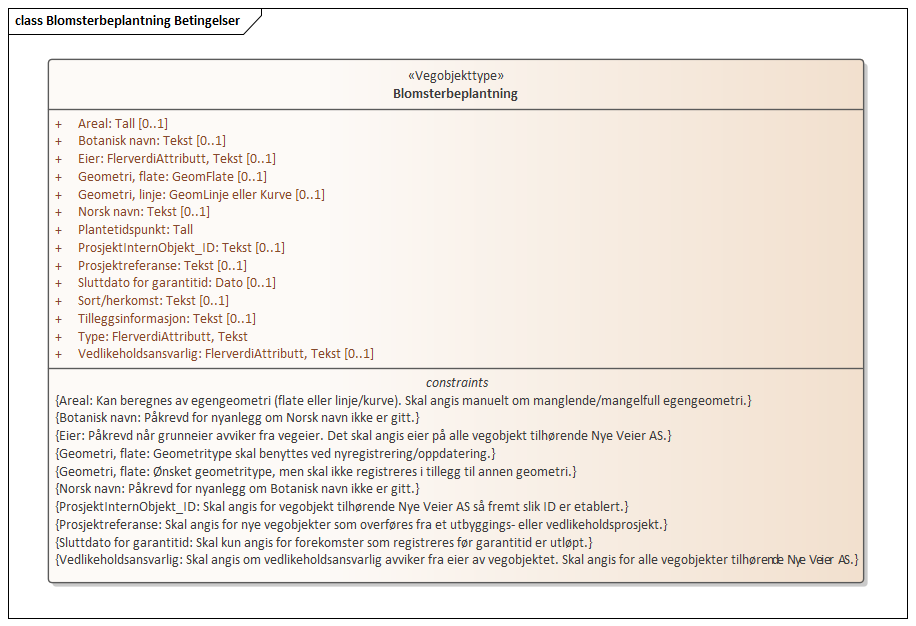 class Blomsterbeplantning Betingelser
«Vegobjekttype»
Blomsterbeplantning
+ Areal: Tall [0..1]
+ Botanisk navn: Tekst [0..1]
+ Eier: FlerverdiAttributt, Tekst [0..1]
+ Geometri, flate: GeomFlate [0..1]
+ Geometri, linje: GeomLinje eller Kurve [0..1]
+ Norsk navn: Tekst [0..1]
+ Plantetidspunkt: Tall
+ ProsjektInternObjekt_ID: Tekst [0..1]
+ Prosjektreferanse: Tekst [0..1]
+ Sluttdato for garantitid: Dato [0..1]
+ Sort/herkomst: Tekst [0..1]
+ Tilleggsinformasjon: Tekst [0..1]
+ Type: FlerverdiAttributt, Tekst
+ Vedlikeholdsansvarlig: FlerverdiAttributt, Tekst [0..1]
constraints
{Areal: Kan beregnes av egengeometri (flate eller linje/kurve). Skal angis manuelt om manglende/mangelfull egengeometri.}
{Botanisk navn: Påkrevd for nyanlegg om Norsk navn ikke er gitt.}
{Eier: Påkrevd når grunneier avviker fra vegeier. Det skal angis eier på alle vegobjekt tilhørende Nye Veier AS.}
{Geometri, flate: Geometritype skal benyttes ved nyregistrering/oppdatering.}
{Geometri, flate: Ønsket geometritype, men skal ikke registreres i tillegg til annen geometri.}
{Norsk navn: Påkrevd for nyanlegg om Botanisk navn ikke er gitt.}
{ProsjektInternObjekt_ID: Skal angis for vegobjekt tilhørende Nye Veier AS så fremt slik ID er etablert.}
{Prosjektreferanse: Skal angis for nye vegobjekter som overføres fra et utbyggings- eller vedlikeholdsprosjekt.}
{Sluttdato for garantitid: Skal kun angis for forekomster som registreres før garantitid er utløpt.}
{Vedlikeholdsansvarlig: Skal angis om vedlikeholdsansvarlig avviker fra eier av vegobjektet. Skal angis for alle vegobjekter tilhørende Nye Veier AS.}